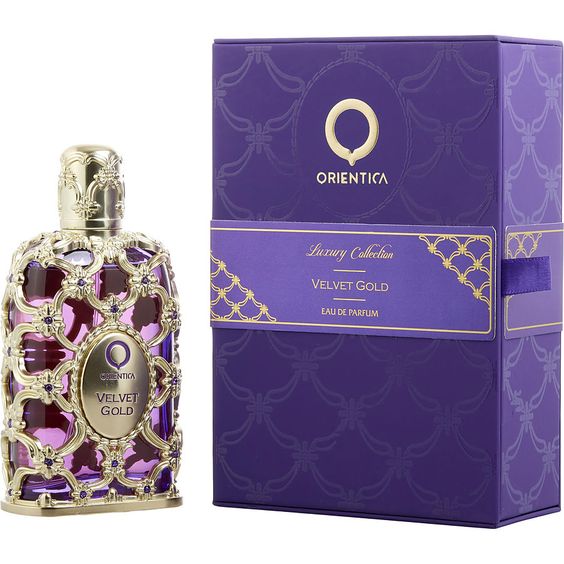 ORIENTICA
Luxury Collection
VELVET GOLD
EAU DE PARFUM
ORIENTICA
VELVET
GOLD